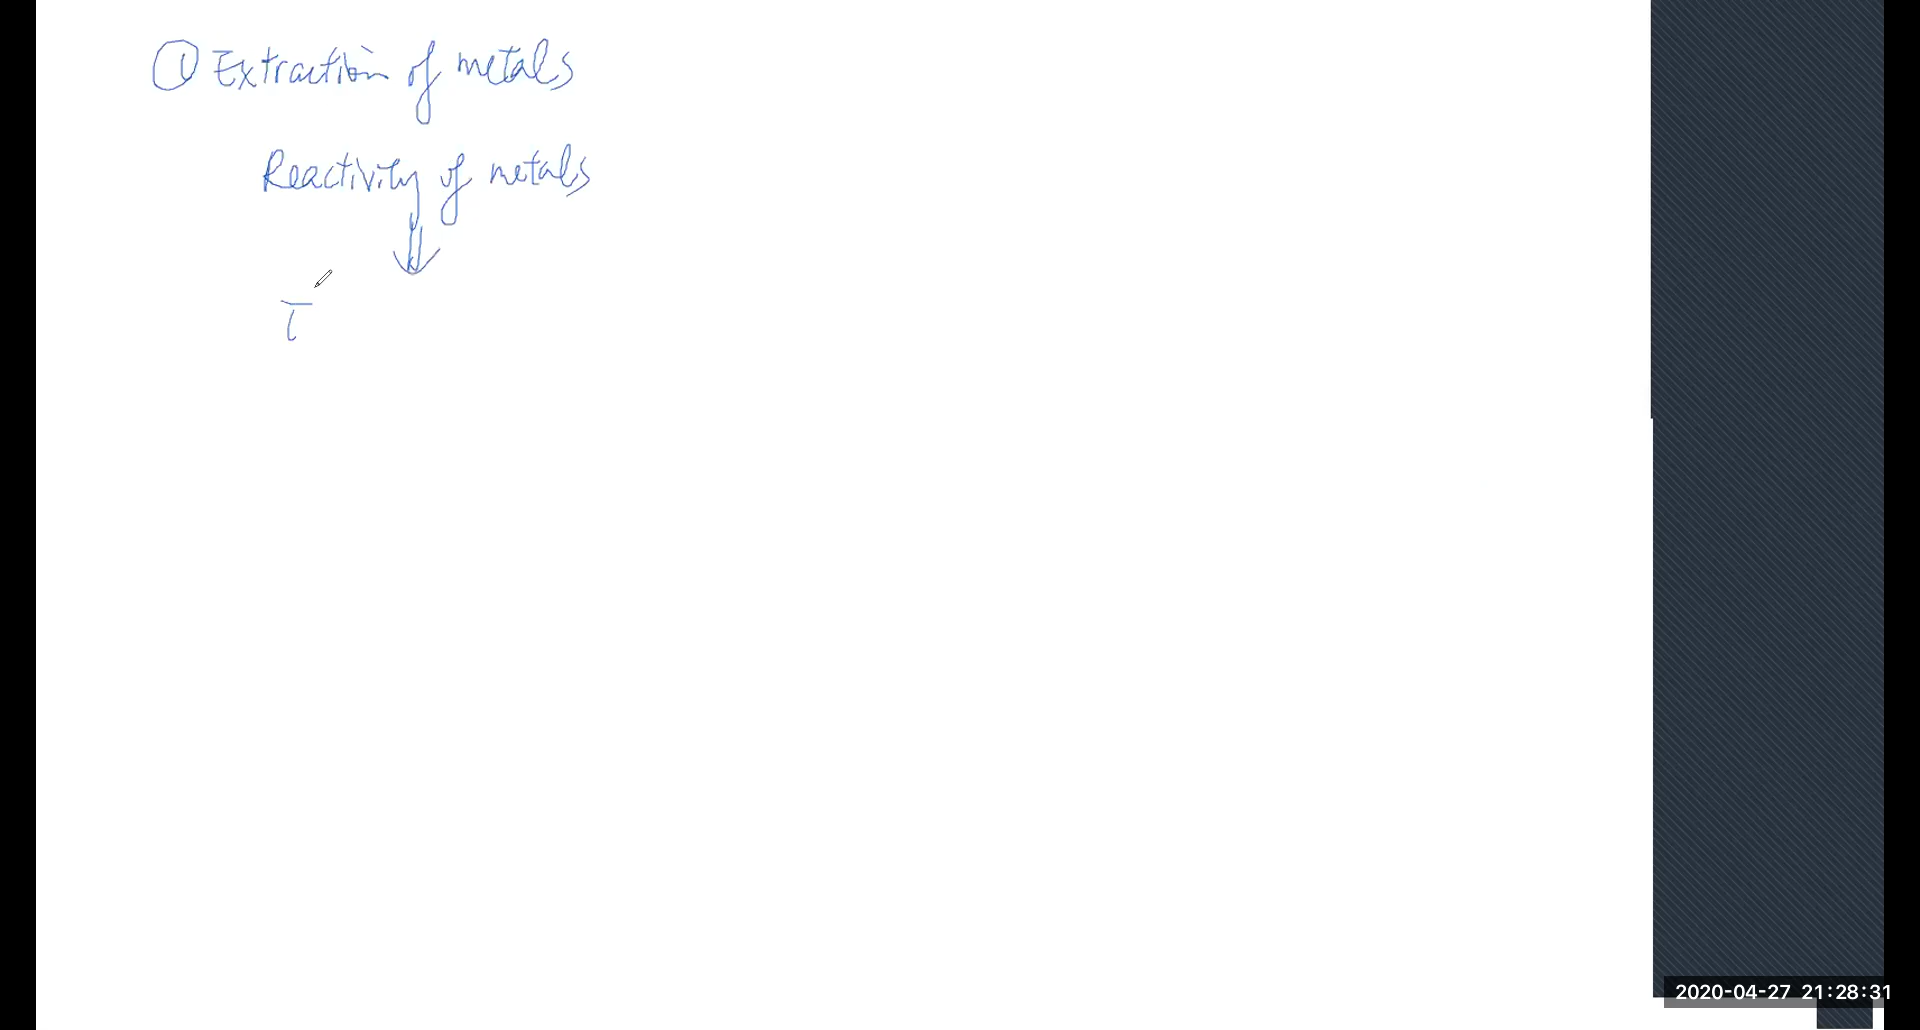 ① Extraction of metals
Reactivity of metals
2020-04-27 21:28:31